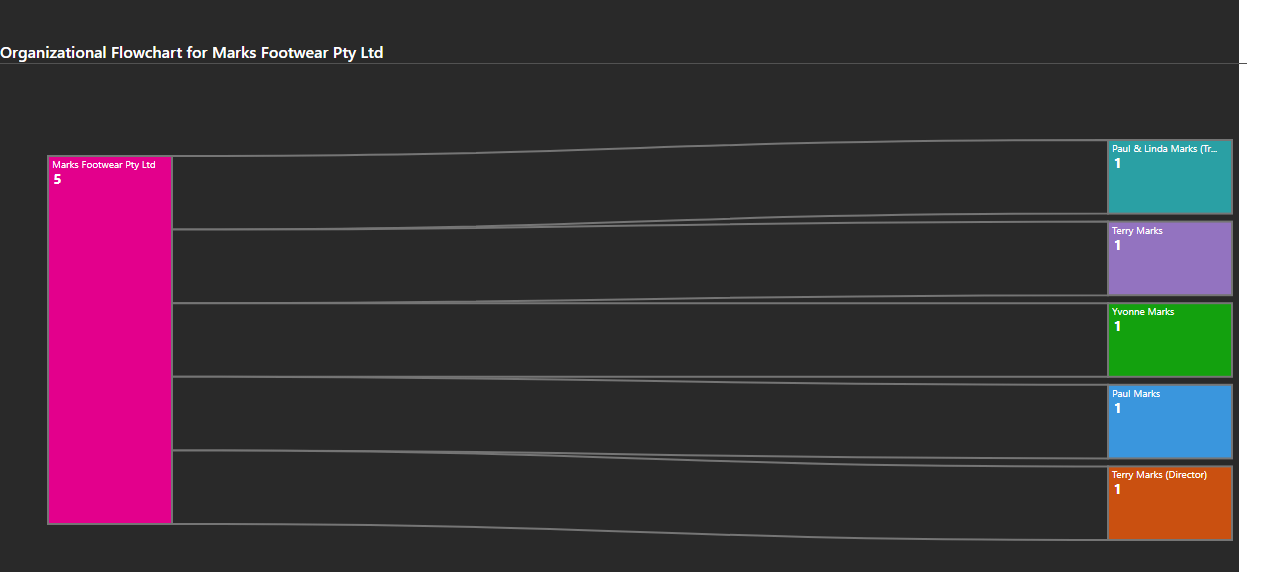 Organizational Flowchart for Marks Footwear Pty Ltd
Marks Footwear Pty Ltd
5
Paul & Linda Marks (Tr...
1
Terry Marks
1
Yvonne Marks
1
Paul Marks
1
Terry Marks (Director)
1